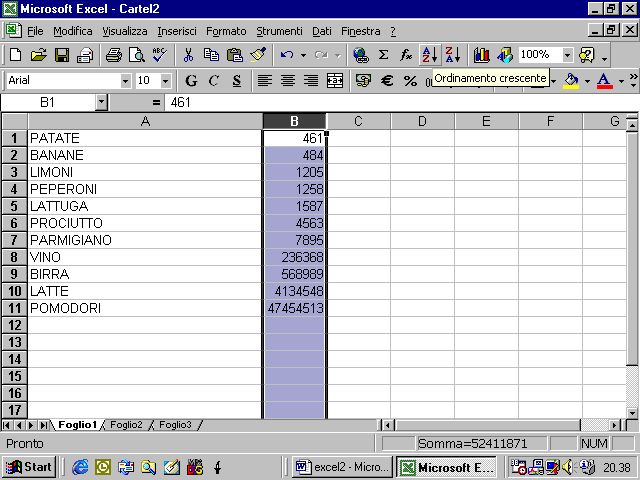 Microsoft Excel - Cartel2
File Modifica Visualizza Inserisci Formato Strumenti Dati Finestra ?
Σ fx A Z Z A 100%
Arial 10 G C S € %
Ordinamento crescente
B1 = 461
A B C D E F G
1 PATATE 461
2 BANANE 484
3 LIMONI 1205
4 PEPERONI 1258
5 LATTUGA 1587
6 PROCIUTTO 4563
7 PARMIGIANO 7895
8 VINO 236368
9 BIRRA 568989
10 LATTE 4134548
11 POMODORI 47454513
12
13
14
15
16
17
Foglio1 Foglio2 Foglio3
Pronto Somma=52411871 NUM
Start excel2 - Micro... Microsoft E... 20.38